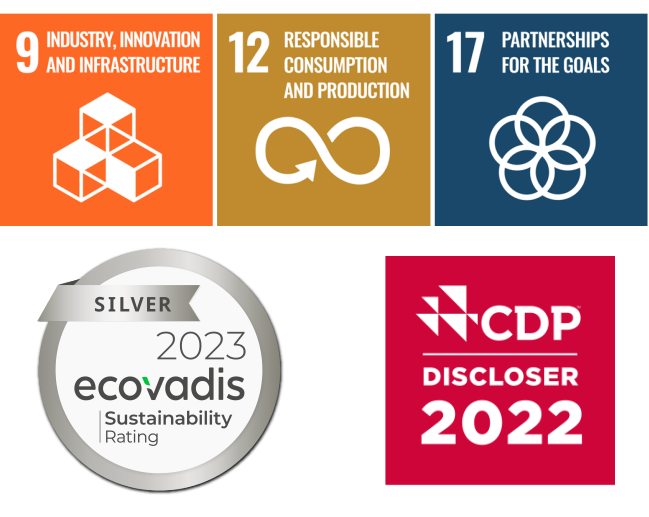 9 INDUSTRY, INNOVATION
AND INFRASTRUCTURE
12 RESPONSIBLE
CONSUMPTION
AND PRODUCTION
17 PARTNERSHIPS
FOR THE GOALS
SILVER
2023
ecovadis
Sustainability
Rating
CDP
DISCLOSER
2022